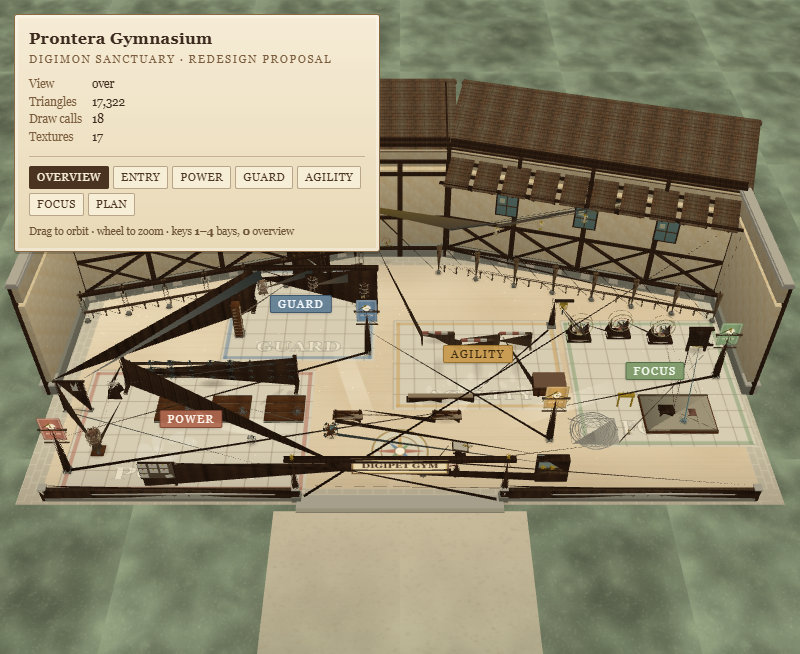 Prontera Gymnasium
DIGIMON SANCTUARY · REDESIGN PROPOSAL
View over
Triangles 17,322
Draw calls 18
Textures 17
OVERVIEW ENTRY POWER GUARD AGILITY
FOCUS PLAN
Drag to orbit · wheel to zoom · keys 1–4 bays, 0 overview
GUARD
GUARD
AGILITY
FOCUS
POWER
DIGIPET GYM